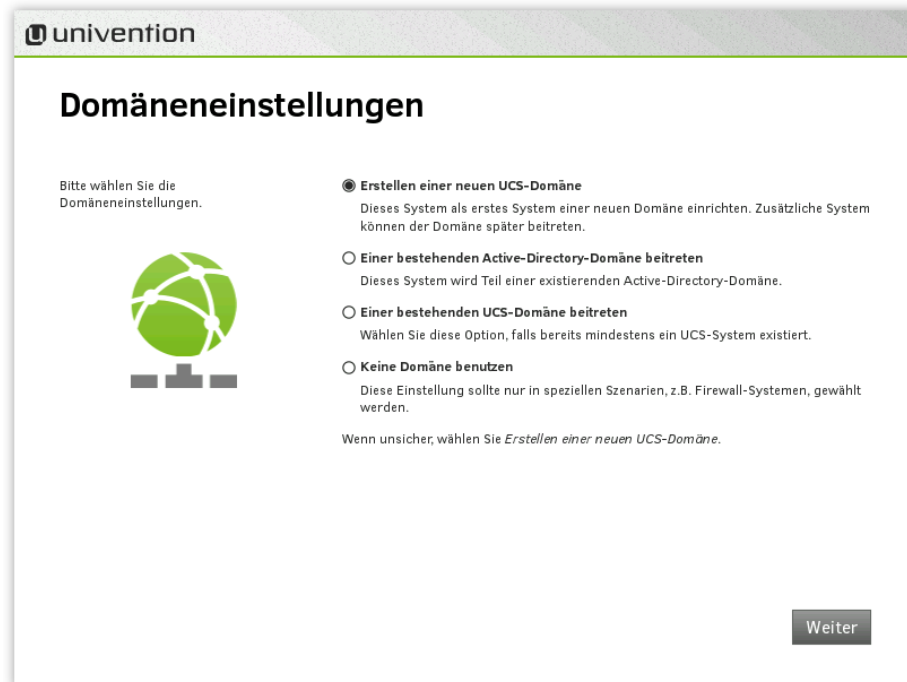 univention
Domäneneinstellungen
Bitte wählen Sie die
Domäneneinstellungen.
Erstellen einer neuen UCS-Domäne
Dieses System als erstes System einer neuen Domäne einrichten. Zusätzliche System
können der Domäne später beitreten.
Einer bestehenden Active-Directory-Domäne beitreten
Dieses System wird Teil einer existierenden Active-Directory-Domäne.
Einer bestehenden UCS-Domäne beitreten
Wählen Sie diese Option, falls bereits mindestens ein UCS-System existiert.
Keine Domäne benutzen
Diese Einstellung sollte nur in speziellen Szenarien, z.B. Firewall-Systemen, gewählt
werden.
Wenn unsicher, wählen Sie Erstellen einer neuen UCS-Domäne.
Weiter